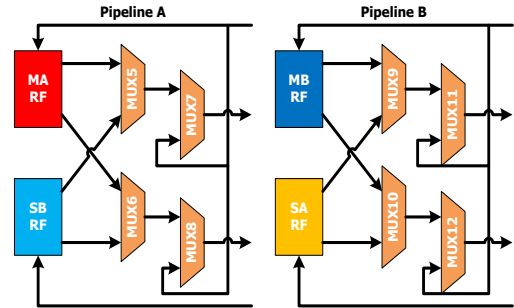 Pipeline A
Pipeline B
MA
RF
MUX5
MUX7
MB
RF
MUX9
MUX11
SB
RF
MUX6
MUX8
SA
RF
MUX10
MUX12